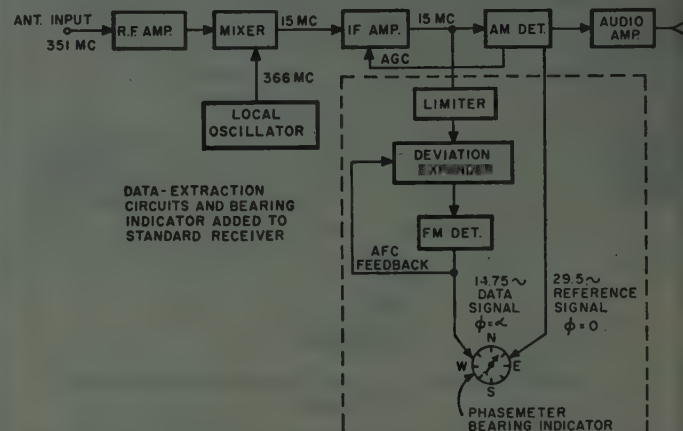 ANT. INPUT
351 MC
R.F. AMP.
MIXER
15 MC
IF AMP.
15 MC
AM DET.
AUDIO
AMP.
AGC
366 MC
LOCAL
OSCILLATOR
LIMITER
DEVIATION
EXPANDER
FM DET.
DATA-EXTRACTION
CIRCUITS AND BEARING
INDICATOR ADDED TO
STANDARD RECEIVER
AFC
FEEDBACK
14.75~
DATA
SIGNAL
ϕ=∝
29.5~
REFERENCE
SIGNAL
ϕ=0
N
W
E
S
PHASEMETER
BEARING INDICATOR